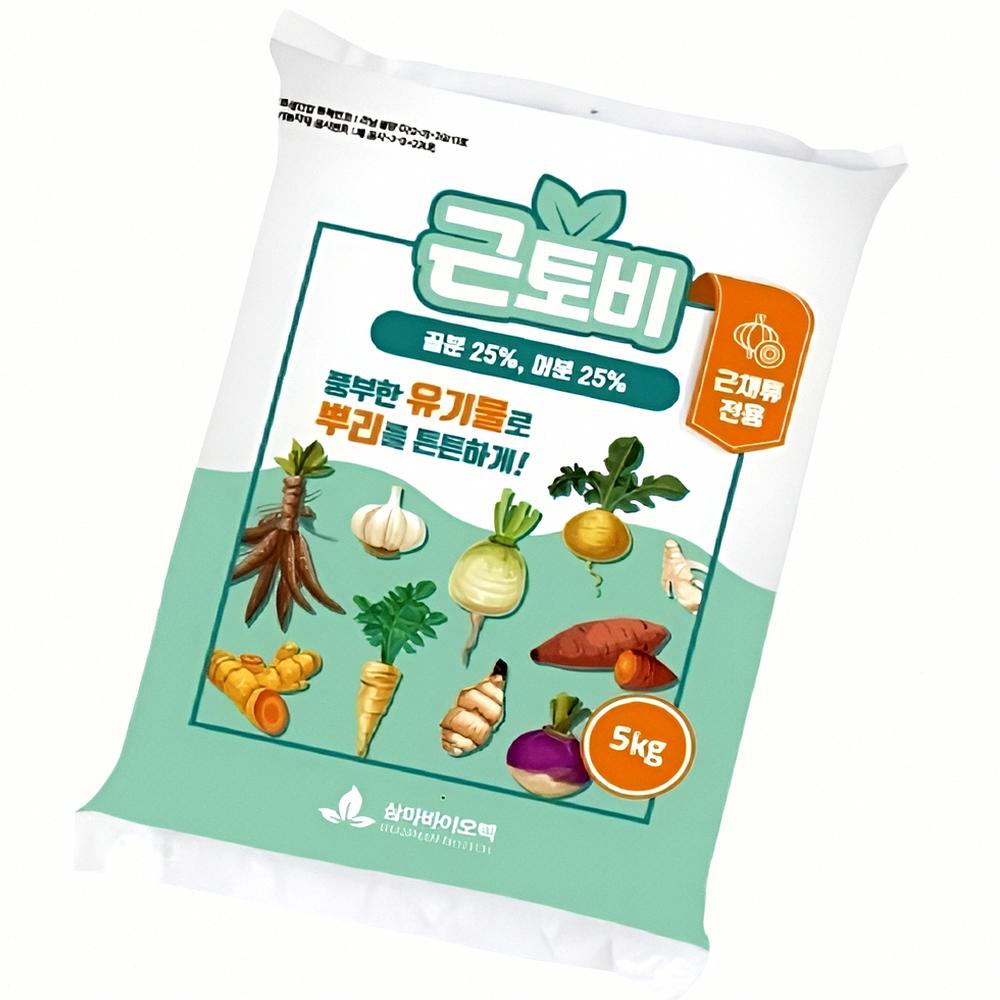 근토비
골분 25%, 어분 25%
풍부한 유기물로
뿌리를 튼튼하게!
근채류
전용
5kg
삼마바이오텍